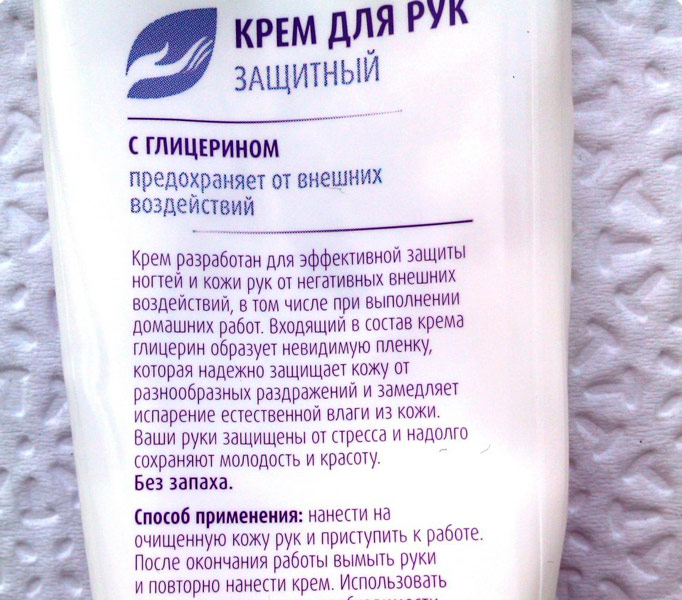 КРЕМ ДЛЯ РУК
ЗАЩИТНЫЙ
С ГЛИЦЕРИНОМ
предохраняет от внешних
воздействий
Крем разработан для эффективной защиты
ногтей и кожи рук от негативных внешних
воздействий, в том числе при выполнении
домашних работ. Входящий в состав крема
глицерин образует невидимую пленку,
которая надежно защищает кожу от
разнообразных раздражений и замедляет
испарение естественной влаги из кожи.
Ваши руки защищены от стресса и надолго
сохраняют молодость и красоту.
Без запаха.
Способ применения: нанести на
очищенную кожу рук и приступить к работе.
После окончания работы вымыть руки
и повторно нанести крем. Использовать